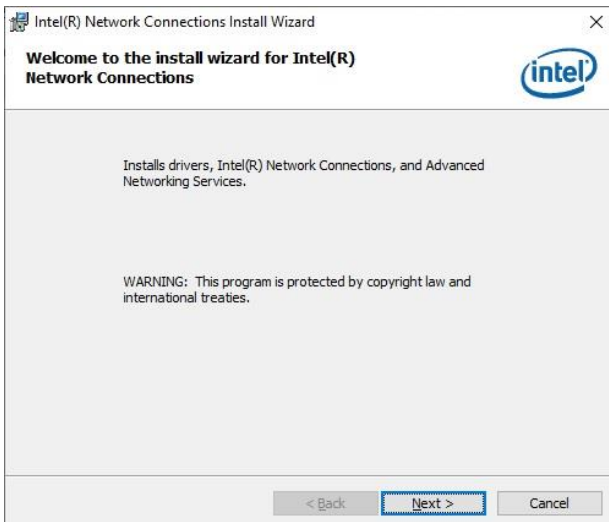 Intel(R) Network Connections Install Wizard
Welcome to the install wizard for Intel(R)
Network Connections
intel
Installs drivers, Intel(R) Network Connections, and Advanced
Networking Services.
WARNING: This program is protected by copyright law and
international treaties.
< Back
Next >
Cancel